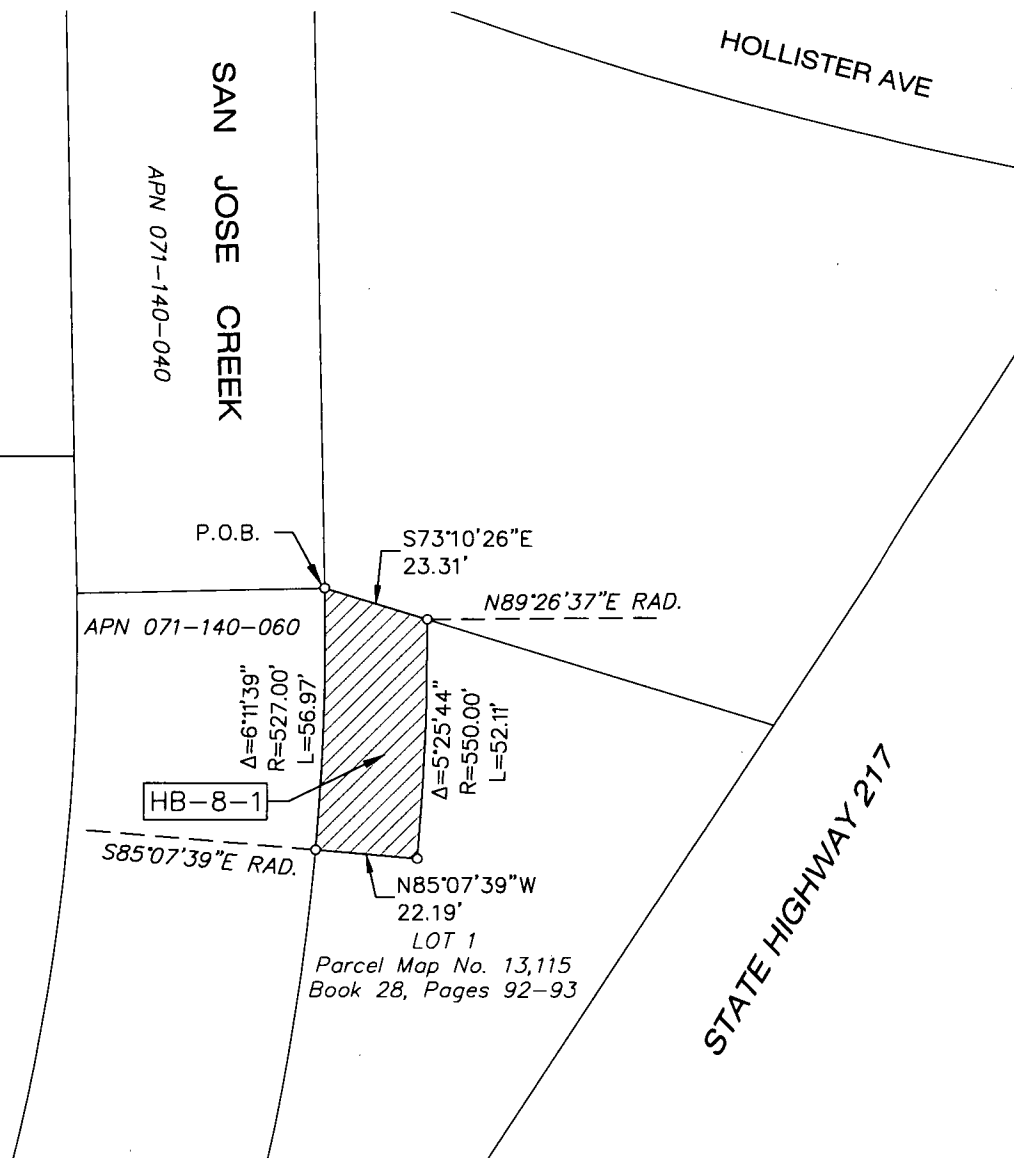 HOLLISTER AVE
SAN JOSE CREEK
APN 071-140-040
P.O.B.
S73°10'26"E
23.31'
N89°26'37"E RAD.
APN 071-140-060
Δ=6°11'39"
R=527.00'
L=56.97'
Δ=5°25'44"
R=550.00'
L=52.11'
HB-8-1
S85°07'39"E RAD.
N85°07'39"W
22.19'
LOT 1
Parcel Map No. 13,115
Book 28, Pages 92-93
STATE HIGHWAY 217